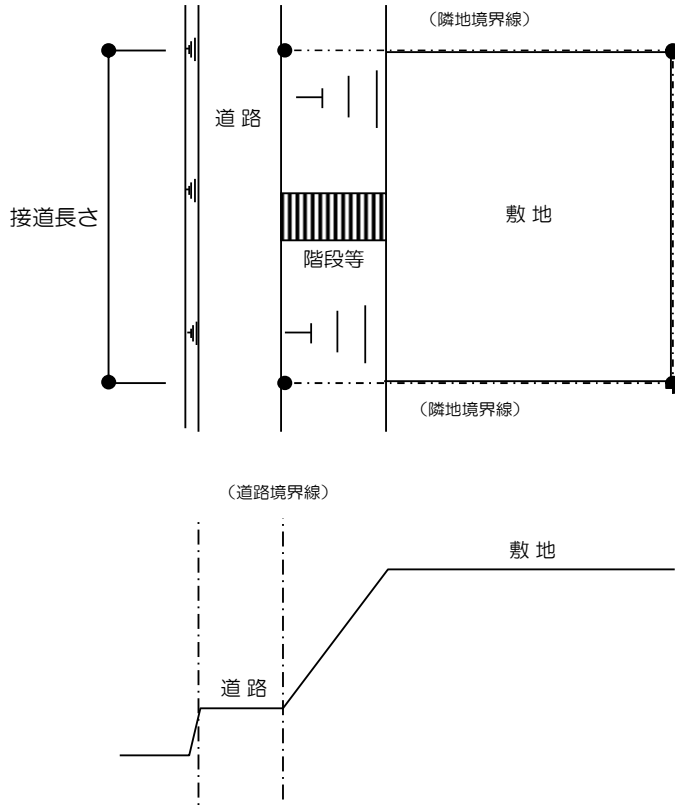 （隣地境界線）
道 路
接道長さ
敷 地
階段等
（隣地境界線）
（道路境界線）
敷 地
道 路